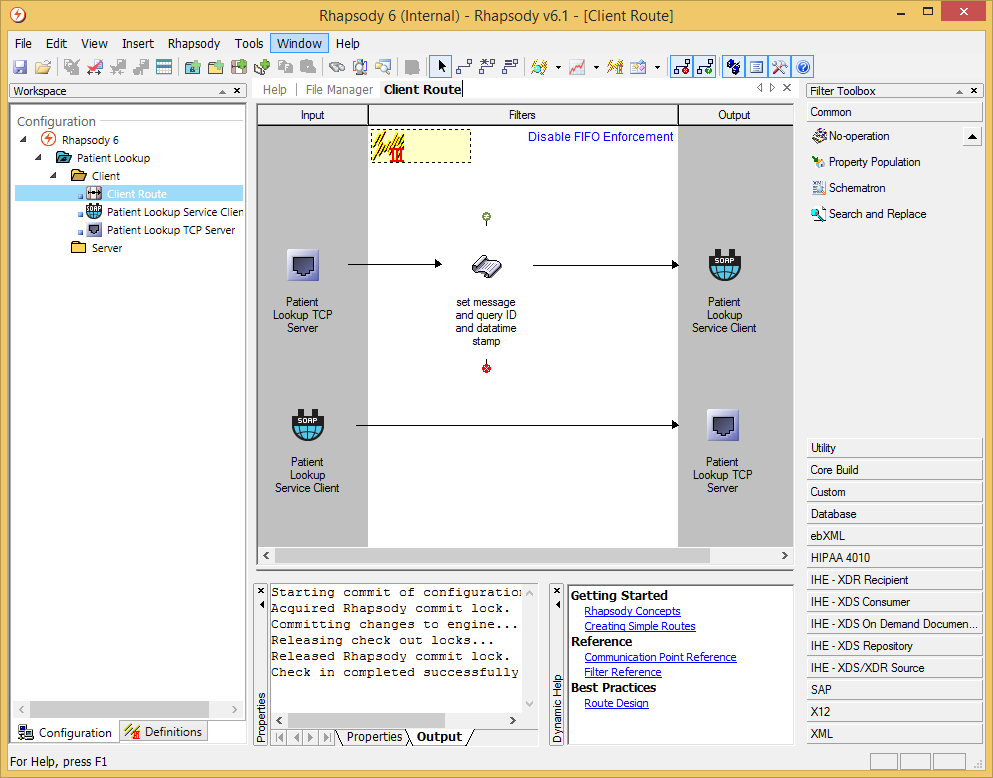 Rhapsody 6 (Internal) - Rhapsody v6.1 - [Client Route]
File Edit View Insert Rhapsody Tools Window Help
Workspace
Configuration
Rhapsody 6
Patient Lookup
Client
Client Route
Patient Lookup Service Clien
Patient Lookup TCP Server
Server
Configuration
Definitions
Help
File Manager
Client Route
Input
Filters
Output
Disable FIFO Enforcement
Patient
Lookup TCP
Server
set message
and query ID
and datatime
stamp
SOAP
Patient
Lookup
Service Client
SOAP
Patient
Lookup
Service Client
Patient
Lookup TCP
Server
Properties
Starting commit of configuration
Acquired Rhapsody commit lock.
Committing changes to engine...
Releasing check out locks...
Released Rhapsody commit lock.
Check in completed successfully
Properties
Output
Dynamic Help
Getting Started
Rhapsody Concepts
Creating Simple Routes
Reference
Communication Point Reference
Filter Reference
Best Practices
Route Design
Filter Toolbox
Common
No-operation
Property Population
Schematron
Search and Replace
Utility
Core Build
Custom
Database
ebXML
HIPAA 4010
IHE - XDR Recipient
IHE - XDS Consumer
IHE - XDS On Demand Documen...
IHE - XDS Repository
IHE - XDS/XDR Source
SAP
X12
XML
For Help, press F1